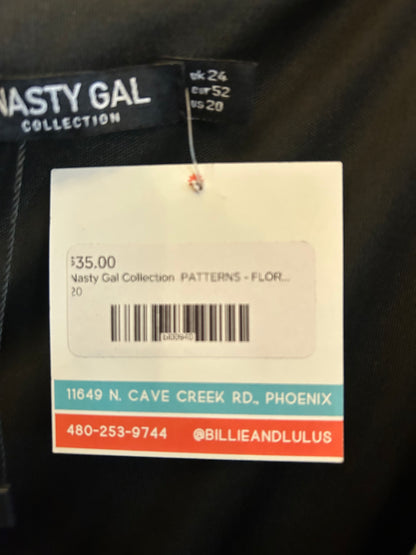 NASTY GAL
COLLECTION
uk 24
eur 52
us 20
$35.00
Nasty Gal Collection PATTERNS - FLOR...
20
11649 N. CAVE CREEK RD., PHOENIX
480-253-9744 @BILLIEANDLULUS